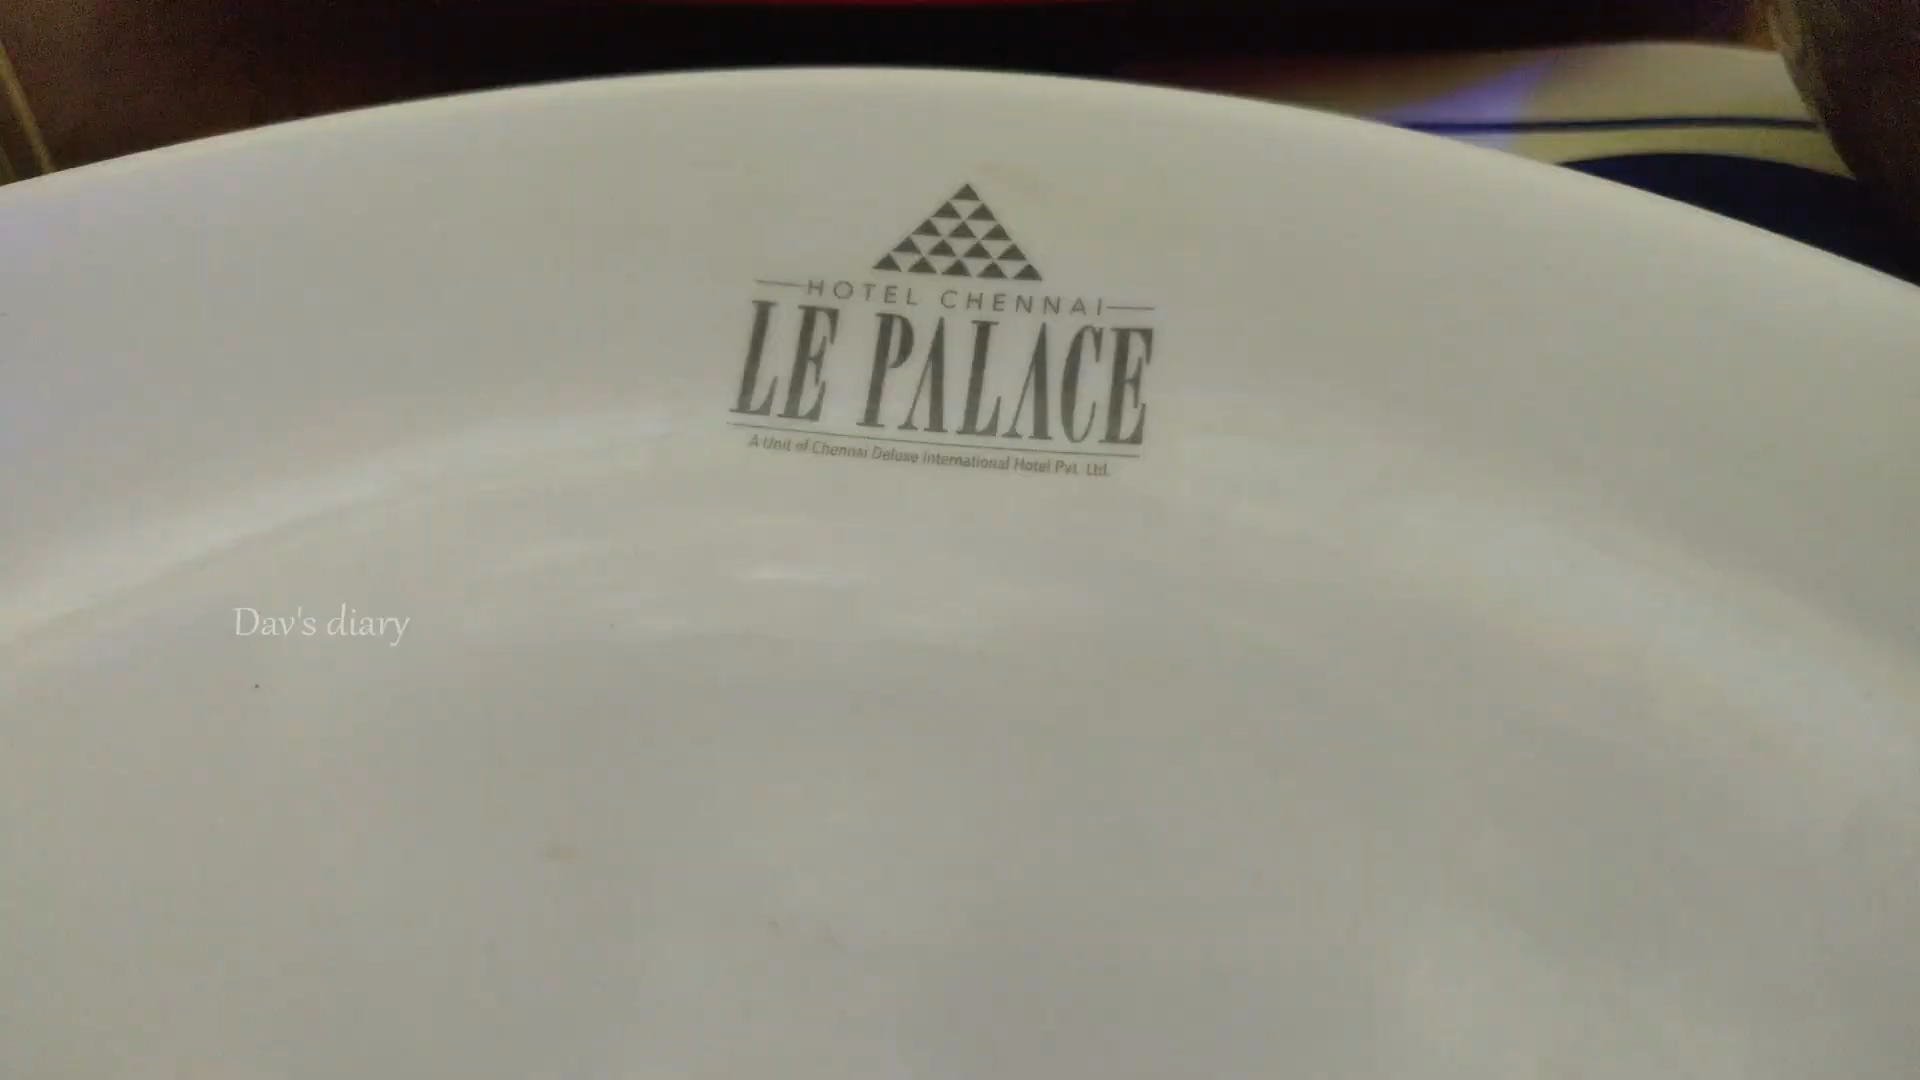 HOTEL CHENNAI
LE PALACE
A Unit of Chennai Deluxe International Hotel Pvt. Ltd.
Dav's diary